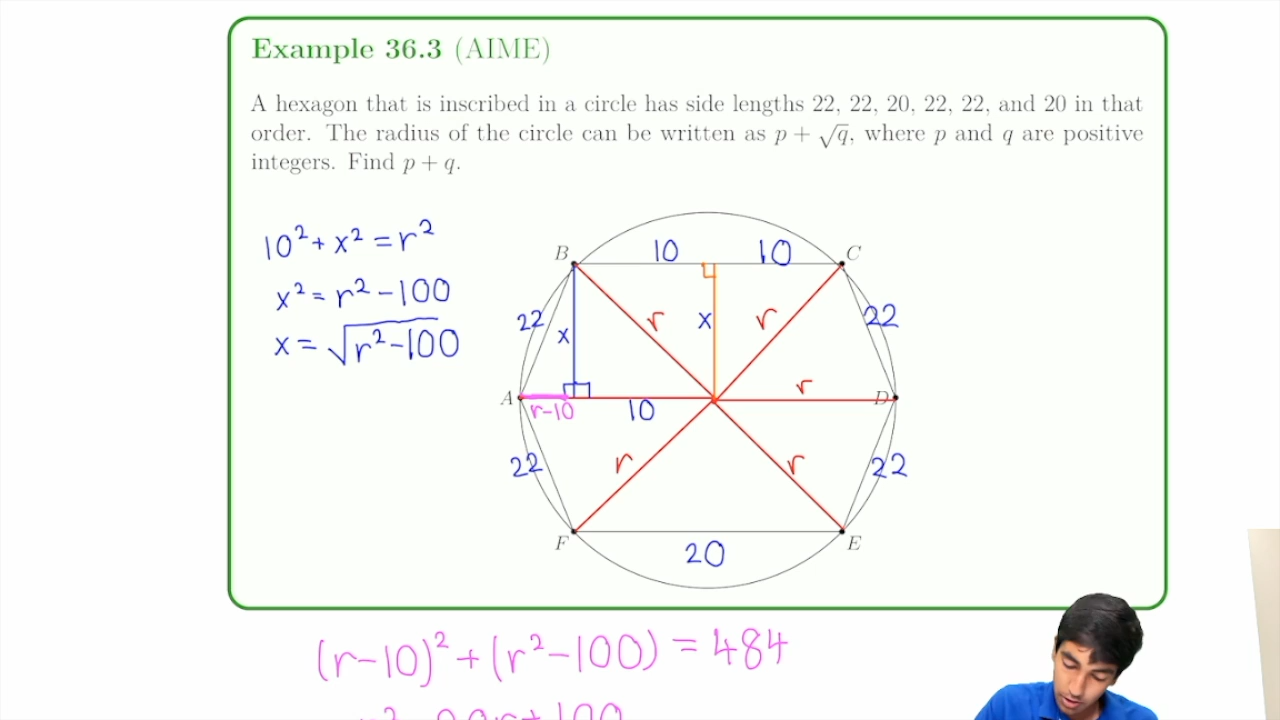 Example 36.3 (AIME)
A hexagon that is inscribed in a circle has side lengths 22, 22, 20, 22, 22, and 20 in that
order. The radius of the circle can be written as p + √q, where p and q are positive
integers. Find p + q.
10² + x² = r²
x² = r² - 100
x = √r² - 100
B
10
10
C
22
x
r
x
r
22
A
r-10
10
r
D
22
r
r
22
F
20
E
(r-10)² + (r² - 100) = 484